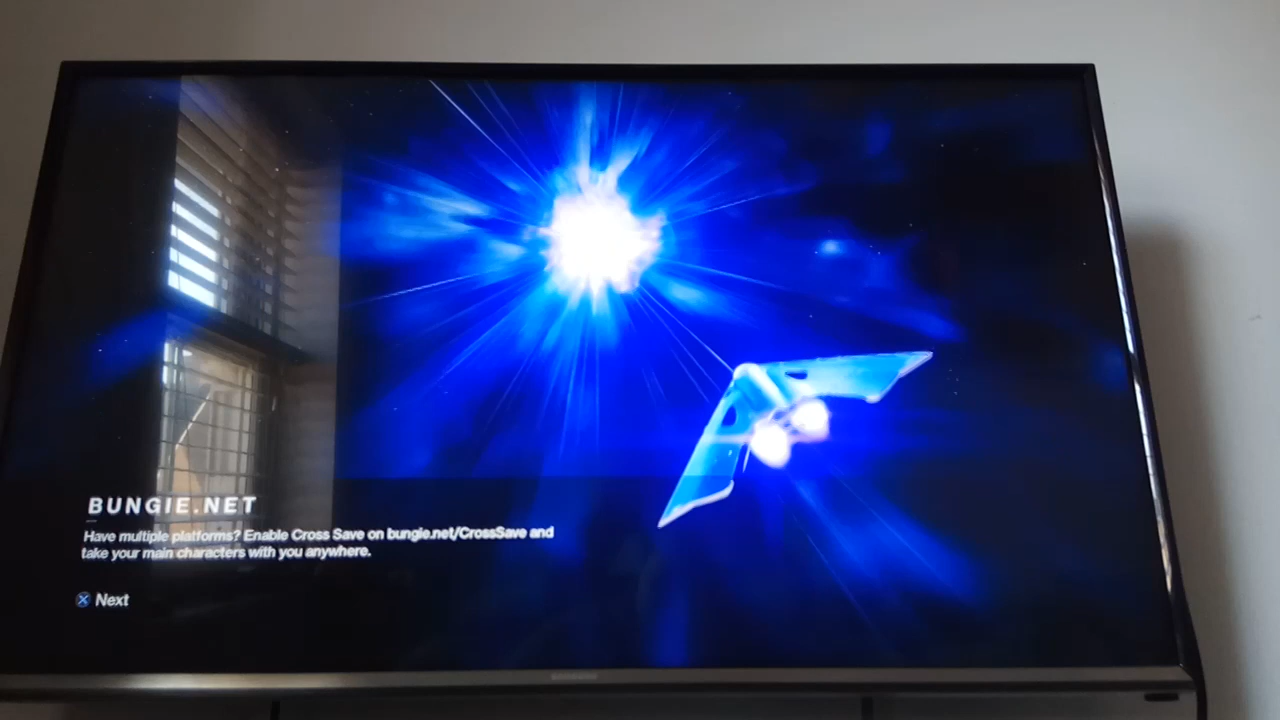 BUNGIE.NET
Have multiple platforms? Enable Cross Save on bungie.net/CrossSave and
take your main characters with you anywhere.
Next